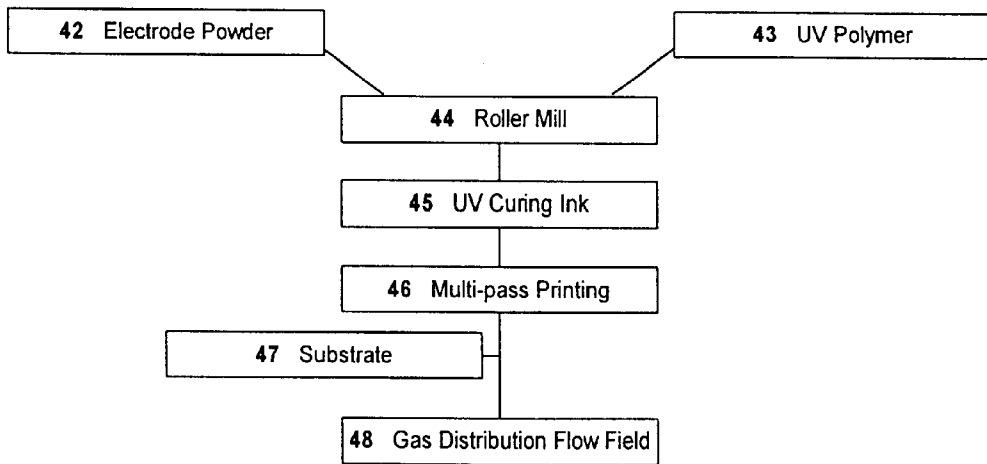 42 Electrode Powder
43 UV Polymer
44 Roller Mill
45 UV Curing Ink
46 Multi-pass Printing
47 Substrate
48 Gas Distribution Flow Field